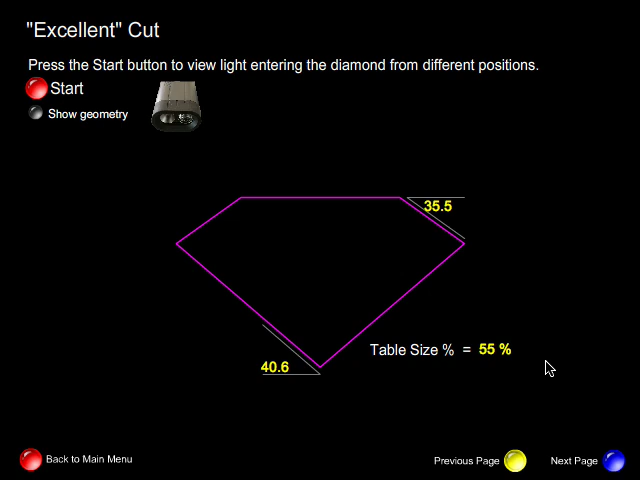 "Excellent" Cut
Press the Start button to view light entering the diamond from different positions.
Start
Show geometry
35.5
40.6
Table Size % = 55 %
Back to Main Menu
Previous Page
Next Page